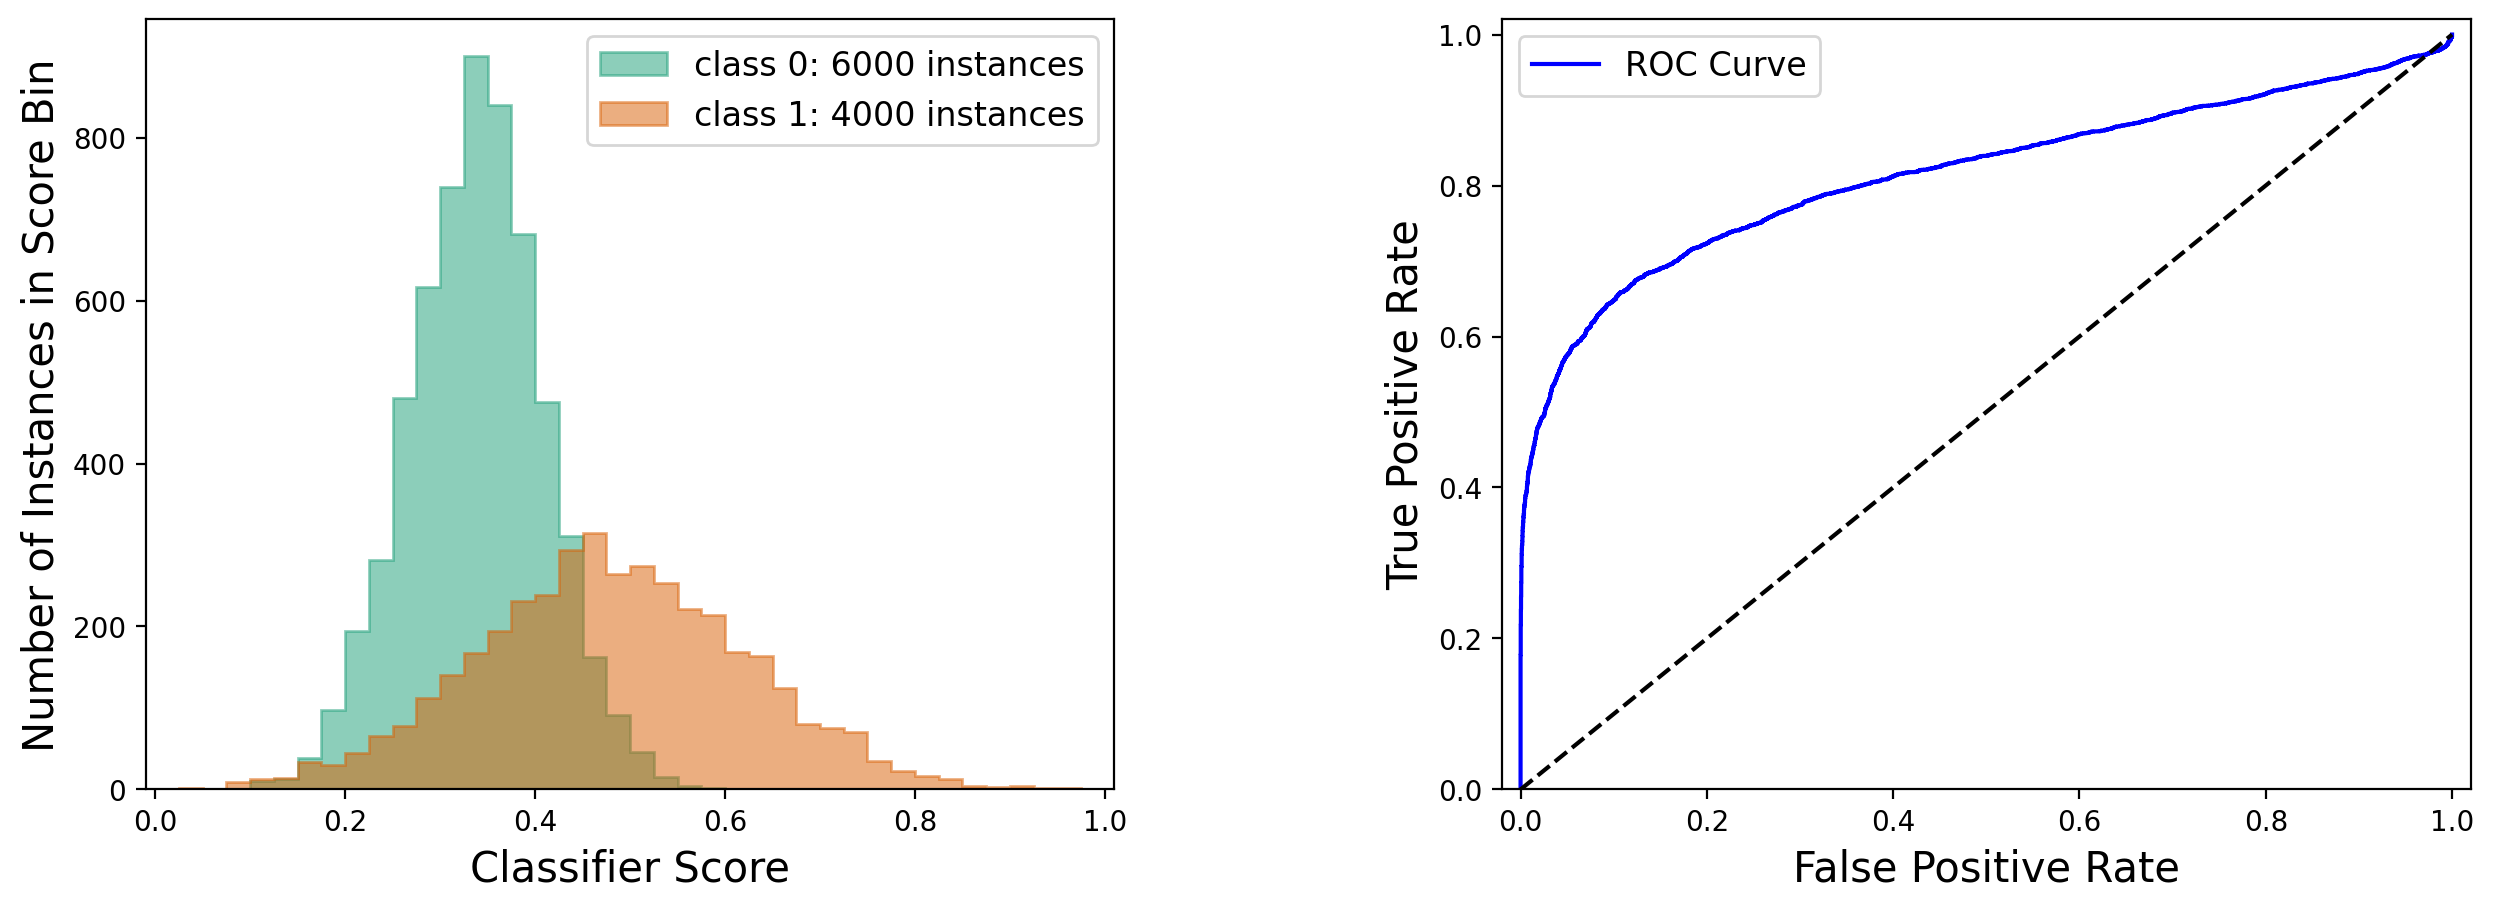 Number of Instances in Score Bin
800
600
400
200
0
class 0: 6000 instances
class 1: 4000 instances
0.0 0.2 0.4 0.6 0.8 1.0
Classifier Score
True Positive Rate
1.0
0.8
0.6
0.4
0.2
0.0
ROC Curve
0.0 0.2 0.4 0.6 0.8 1.0
False Positive Rate